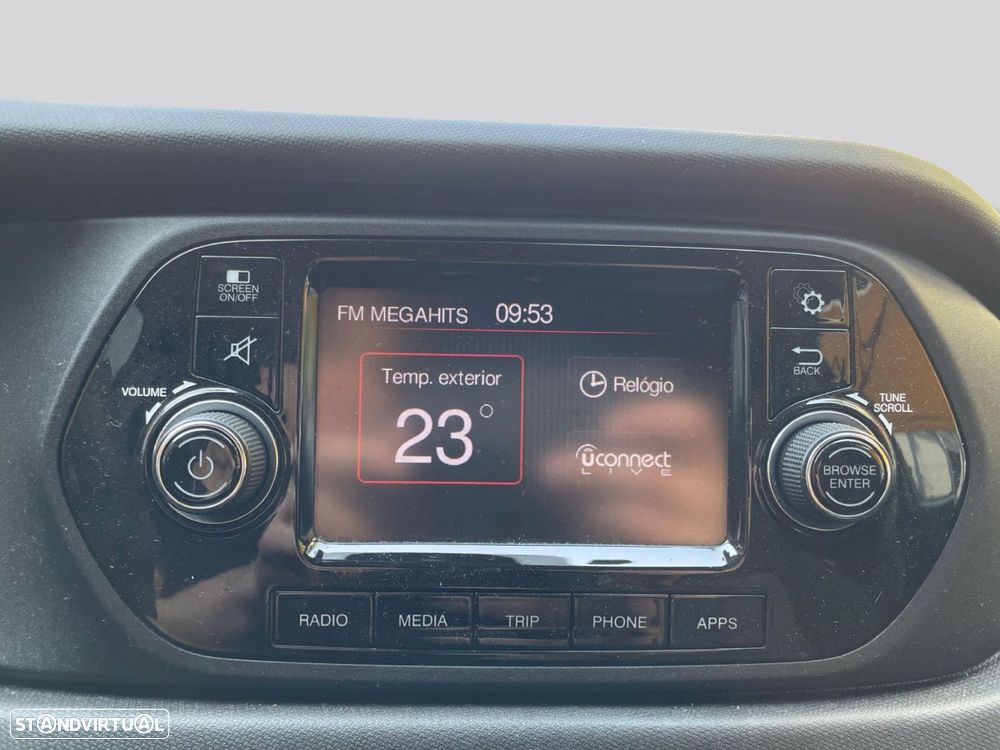 SCREEN
ON/OFF
VOLUME
FM MEGAHITS 09:53
Temp. exterior
23°
Relógio
uconnect
LIVE
BACK
TUNE
SCROLL
BROWSE
ENTER
RADIO
MEDIA
TRIP
PHONE
APPS
STANDVIRTUAL